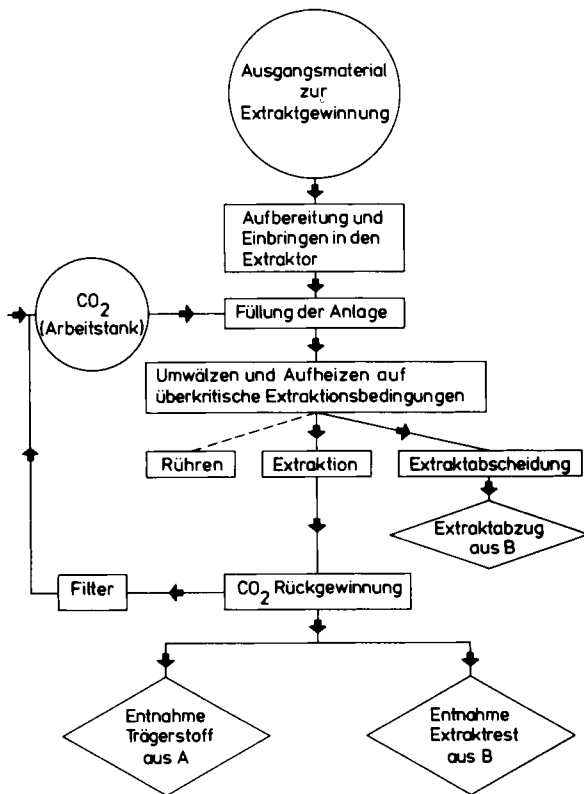 Ausgangsmaterial
zur
Extraktgewinnung
Aufbereitung und
Einbringen in den
Extraktor
CO2
(Arbeitstank)
Füllung der Anlage
Umwälzen und Aufheizen auf
überkritische Extraktionsbedingungen
Rühren
Extraktion
Extraktabscheidung
Extraktabzug
aus B
Filter
CO2 Rückgewinnung
Entnahme
Trägerstoff
aus A
Entnahme
Extraktrest
aus B